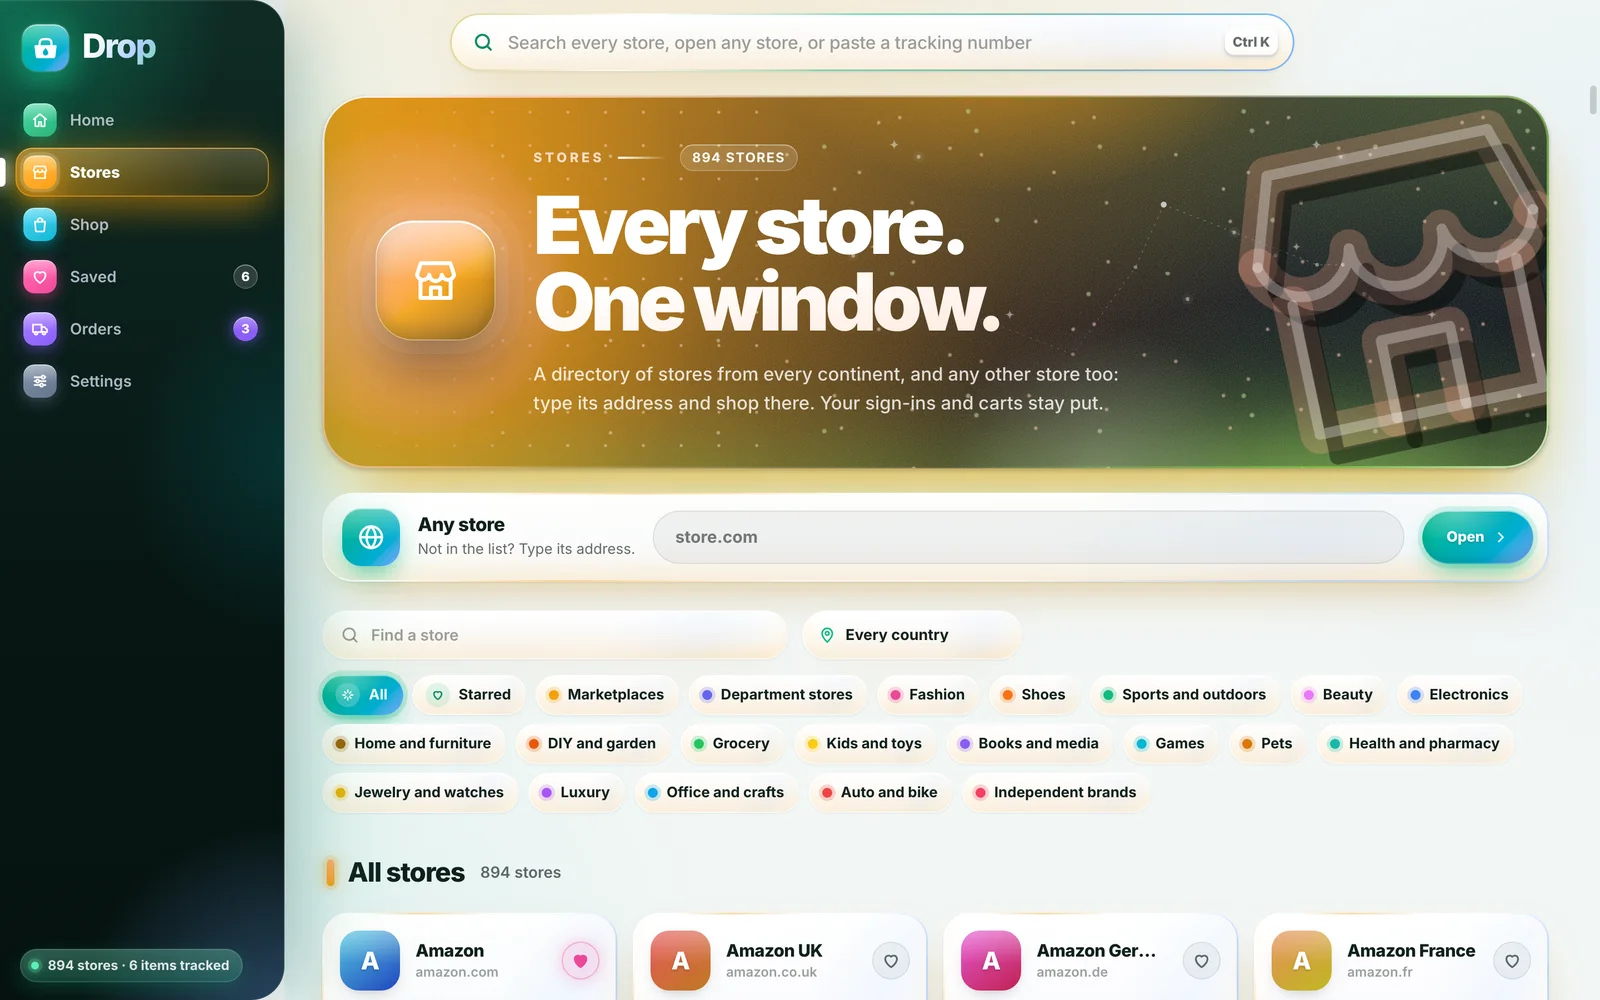 Drop
Home
Stores
Shop
Saved 6
Orders 3
Settings
894 stores · 6 items tracked
Search every store, open any store, or paste a tracking number
Ctrl K
STORES
894 STORES
Every store.
One window.
A directory of stores from every continent, and any other store too:
type its address and shop there. Your sign-ins and carts stay put.
Any store
Not in the list? Type its address.
store.com
Open
Find a store
Every country
All
Starred
Marketplaces
Department stores
Fashion
Shoes
Sports and outdoors
Beauty
Electronics
Home and furniture
DIY and garden
Grocery
Kids and toys
Books and media
Games
Pets
Health and pharmacy
Jewelry and watches
Luxury
Office and crafts
Auto and bike
Independent brands
All stores
894 stores
A
Amazon
amazon.com
A
Amazon UK
amazon.co.uk
A
Amazon Ger...
amazon.de
A
Amazon France
amazon.fr